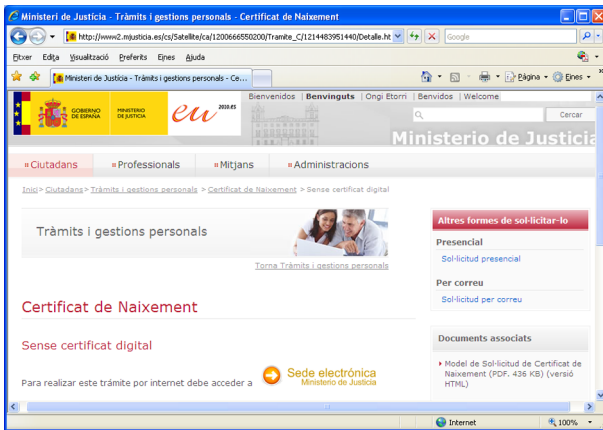 Ministeri de Justícia - Tràmits i gestions personals - Certificat de Naixement
http://www2.mjusticia.es/cs/Satellite/ca/1200666550200/Tramite_C/1214483951440/Detalle.ht
Google
Fitxer Edita Visualització Preferits Eines Ajuda
Ministeri de Justícia - Tràmits i gestions personals - Ce...
Pàgina
Eines
Bienvenidos | Benvinguts | Ongi Etorri | Benvidos | Welcome
GOBIERNO DE ESPAÑA
MINISTERIO DE JUSTICIA
eu 2010.es
Cercar
Ministerio de Justicia
Ciutadans
Professionals
Mitjans
Administracions
Inici > Ciutadans > Tràmits i gestions personals > Certificat de Naixement > Sense certificat digital
Tràmits i gestions personals
Torna Tràmits i gestions personals
Certificat de Naixement
Sense certificat digital
Para realizar este trámite por internet debe acceder a
Sede electrónica
Ministerio de Justicia
Altres formes de sol·licitar-lo
Presencial
Sol·licitud presencial
Per correu
Sol·licitud per correu
Documents associats
Model de Sol·licitud de Certificat de
Naixement (PDF. 436 KB) (versió
HTML)
Internet
100%